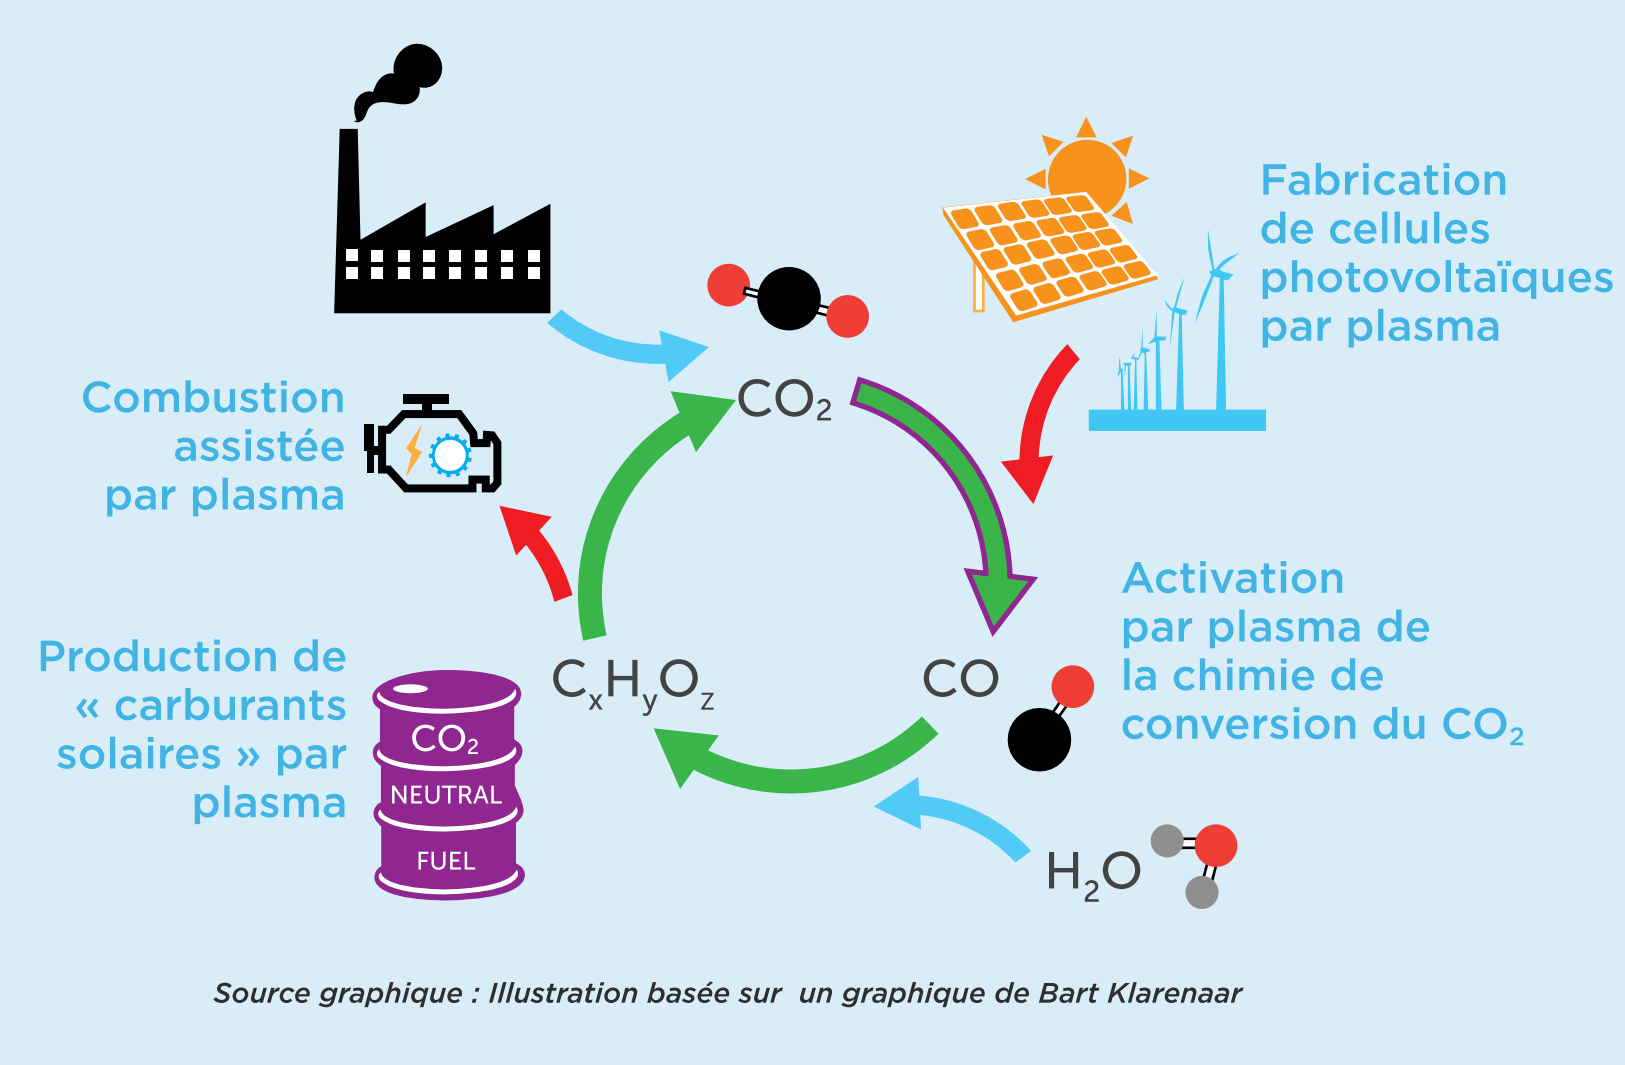 Fabrication
de cellules
photovoltaïques
par plasma
CO₂
Combustion
assistée
par plasma
Activation
par plasma de
la chimie de
conversion du CO₂
Production de
« carburants
solaires » par
plasma
CxHyOz
CO
CO₂
NEUTRAL
FUEL
H₂O
Source graphique : Illustration basée sur un graphique de Bart Klarenaar